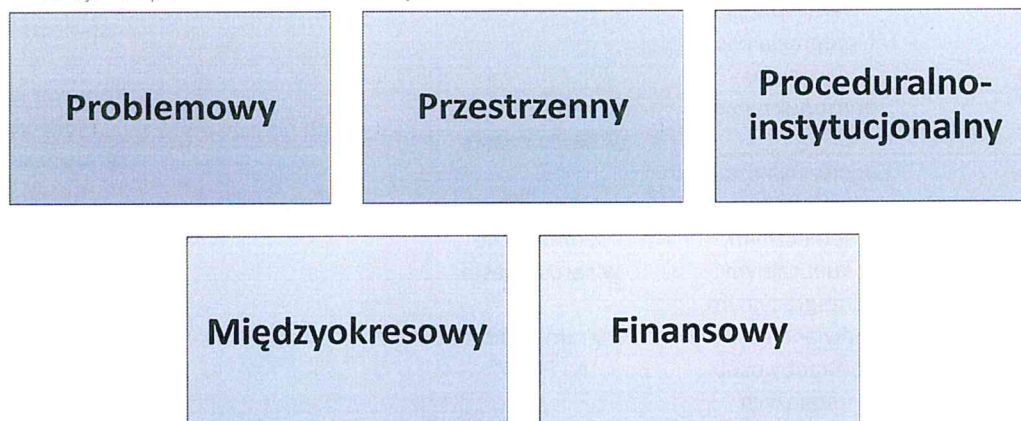 Problemowy
Przestrzenny
Proceduralno-
instytucjonalny
Międzyokresowy
Finansowy